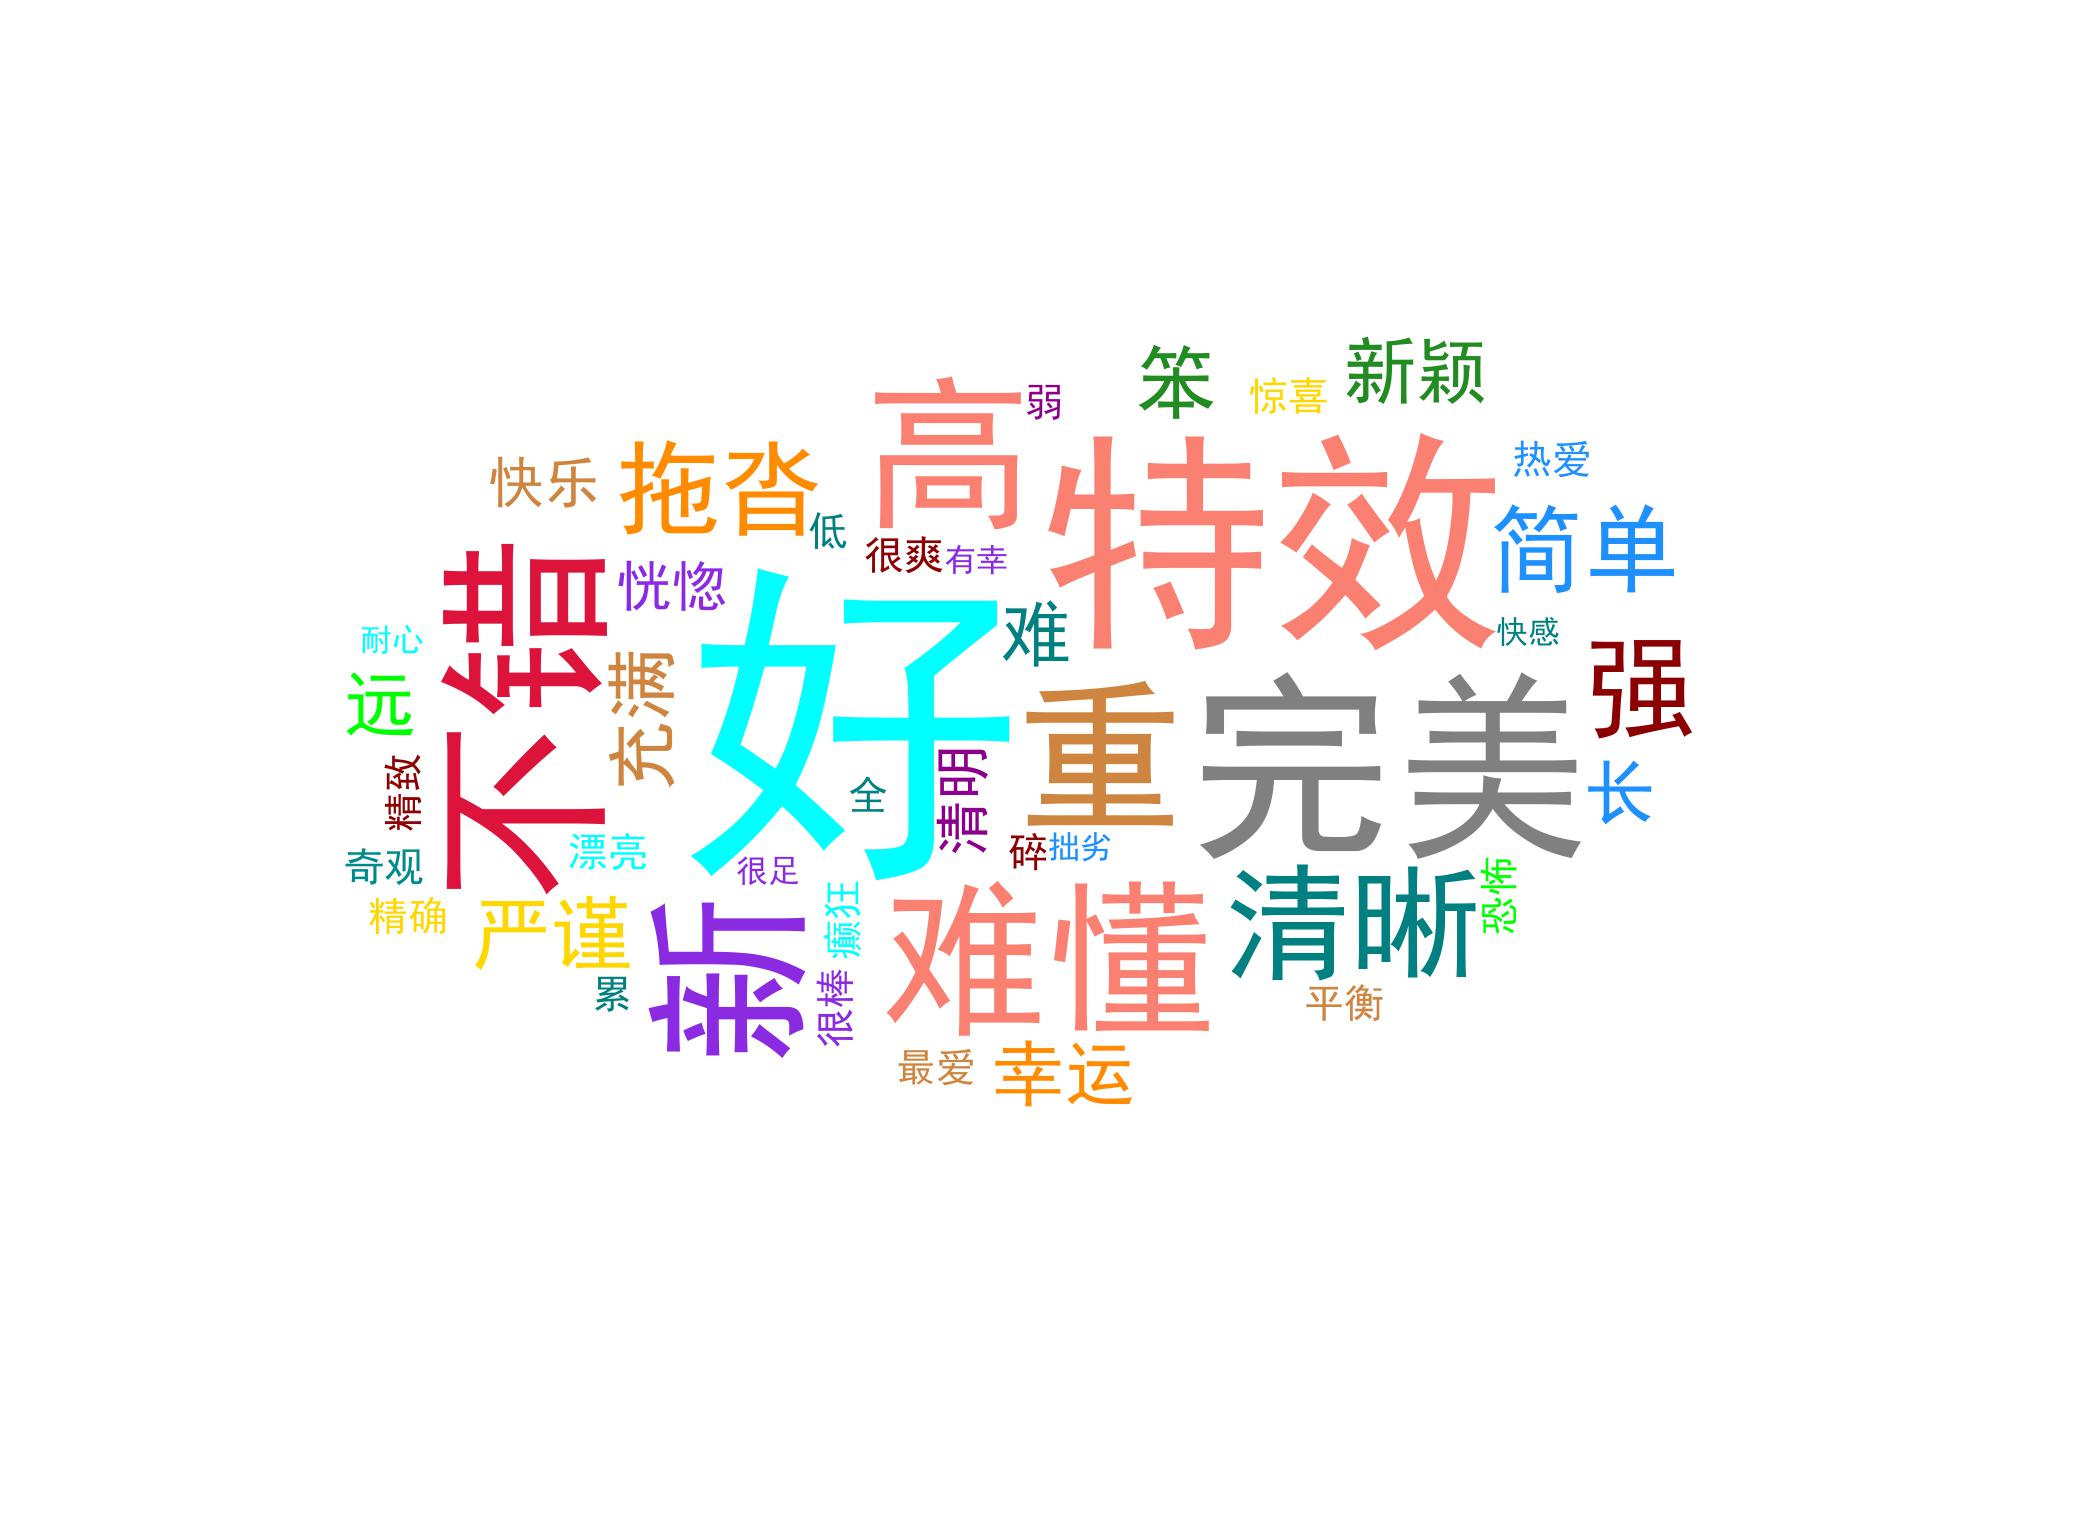 笨
惊喜
新颖
高
弱
热爱
快乐
拖沓
特效
低
很爽
有幸
简单
不错
恍惚
好
难
快感
耐心
远
充满
重
完美
强
精致
全
清明
长
奇观
漂亮
很足
碎
拙劣
精确
严谨
新
癫狂
难懂
清晰
恐怖
累
很棒
平衡
最爱
幸运